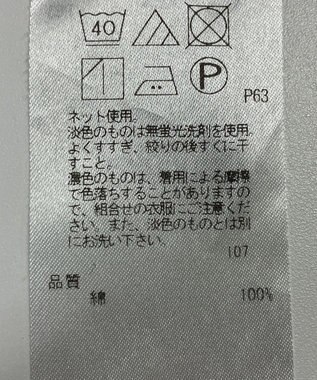 40
P
P63
ネット使用。
淡色のものは無蛍光洗剤を使用。
よくすすぎ、絞りの後すぐに干
すこと。
濃色のものは、着用による摩擦
で色落ちすることがありますの
で、組合せの衣服にご注意くだ
さい。また、淡色のものとは別
にお洗い下さい。
107
品質
綿 100%